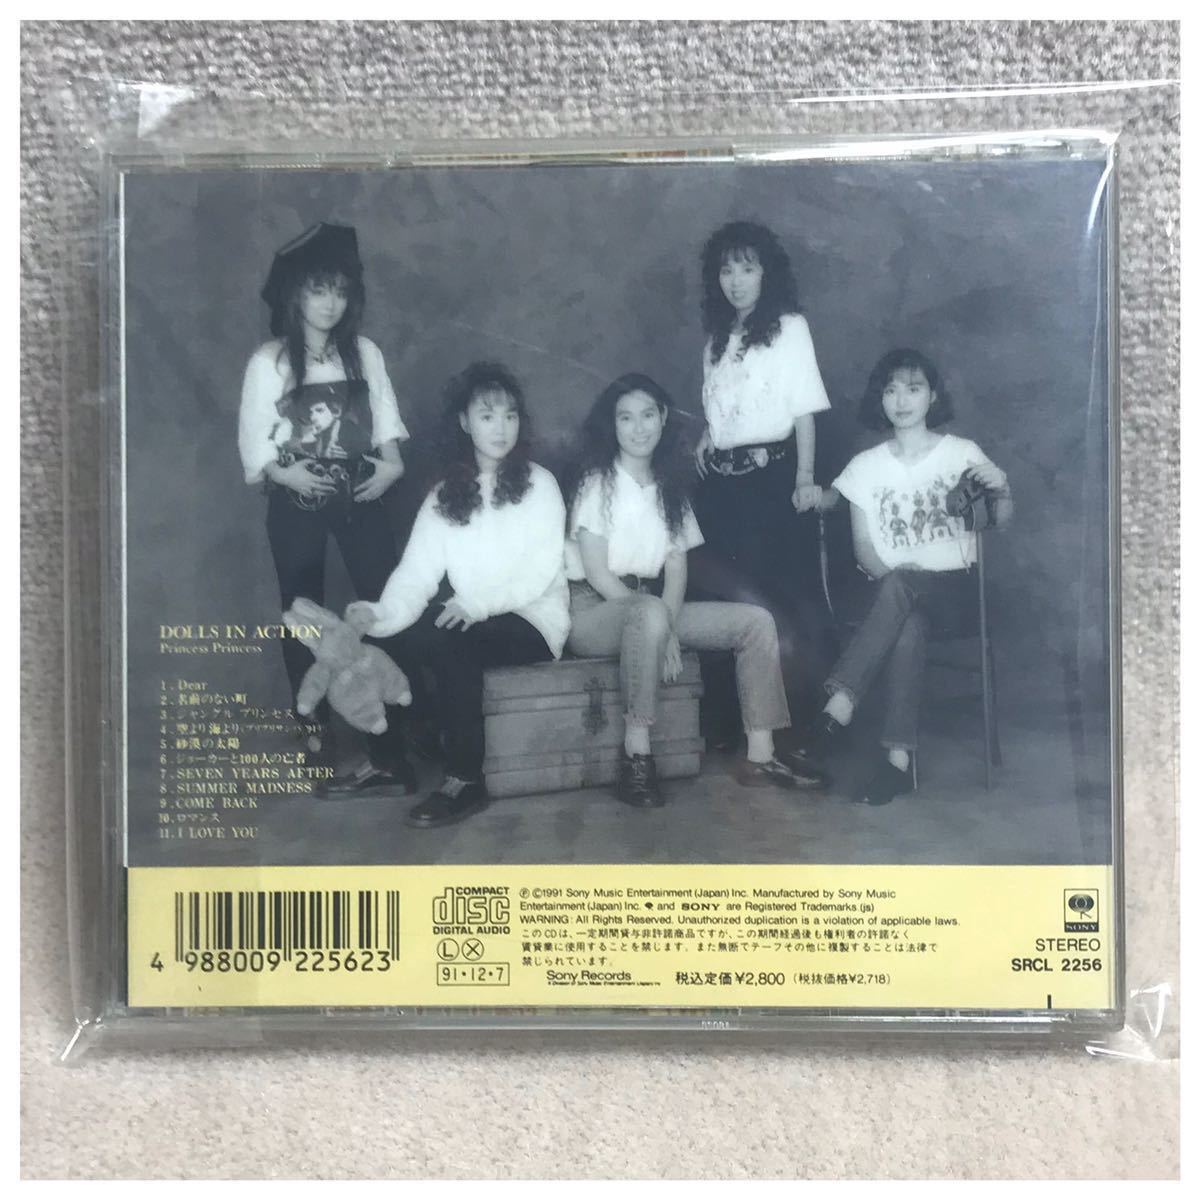 DOLLS IN ACTION
Princess Princess
1. Dear
2. 名前のない町
3. ジャングル プリンセス
4. 空より海より
5. 砂漠の太陽
6. ジョーカーと100人の亡者
7. SEVEN YEARS AFTER
8. SUMMER MADNESS
9. COME BACK
10. ロマンス
11. I LOVE YOU
4 988009 225623
COMPACT
disc
DIGITAL AUDIO
L X
91・12・7
℗©1991 Sony Music Entertainment (Japan) Inc. Manufactured by Sony Music
Entertainment (Japan) Inc. and SONY are Registered Trademarks. (js)
WARNING: All Rights Reserved. Unauthorized duplication is a violation of applicable laws.
このCDは、一定期間貸与非許諾商品ですが、この期間経過後も権利者の許諾なく
賃貸業に使用することを禁じます。また無断でテープその他に複製することは法律で
禁じられています。
Sony Records
税込定価¥2,800 (税抜価格¥2,718)
SONY
STEREO
SRCL 2256